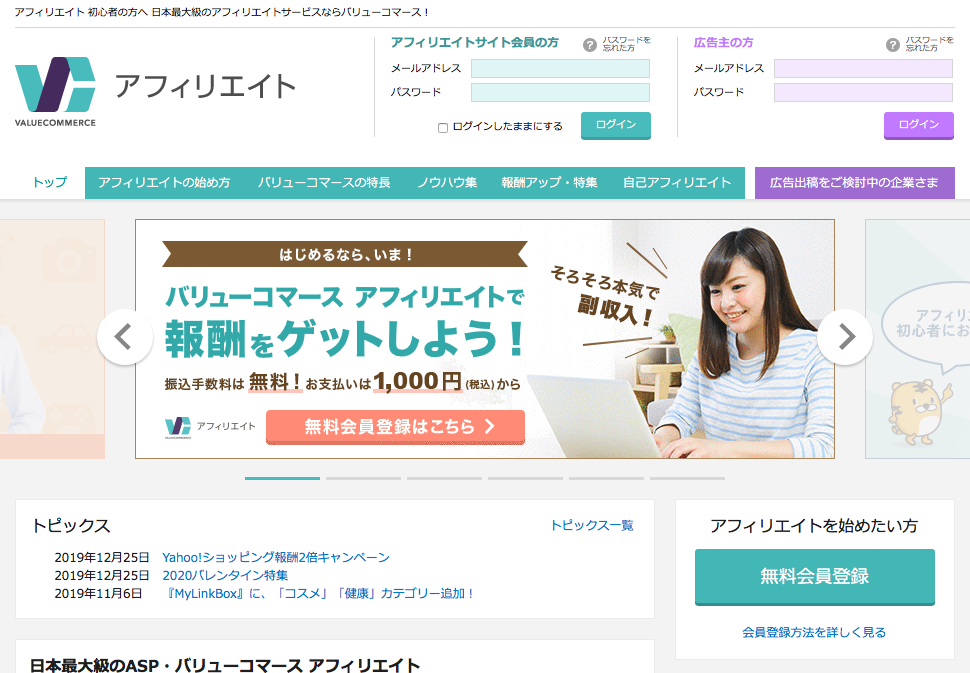 アフィリエイト 初心者の方へ 日本最大級のアフィリエイトサービスならバリューコマース！
VALUECOMMERCE
アフィリエイト
アフィリエイトサイト会員の方
? パスワードを
忘れた方
メールアドレス
パスワード
ログインしたままにする
ログイン
広告主の方
? パスワードを
忘れた方
メールアドレス
パスワード
ログイン
トップ
アフィリエイトの始め方
バリューコマースの特長
ノウハウ集
報酬アップ・特集
自己アフィリエイト
広告出稿をご検討中の企業さま
はじめるなら、いま！
バリューコマース アフィリエイトで
報酬をゲットしよう！
振込手数料は 無料！お支払いは1,000円(税込)から
アフィリエイト
無料会員登録はこちら
そろそろ本気で
副収入！
アフィリ
初心者にお
トピックス
トピックス一覧
2019年12月25日 Yahoo!ショッピング報酬2倍キャンペーン
2019年12月25日 2020バレンタイン特集
2019年11月6日 『MyLinkBox』に、「コスメ」「健康」カテゴリー追加！
アフィリエイトを始めたい方
無料会員登録
会員登録方法を詳しく見る
日本最大級のASP・バリューコマース アフィリエイト